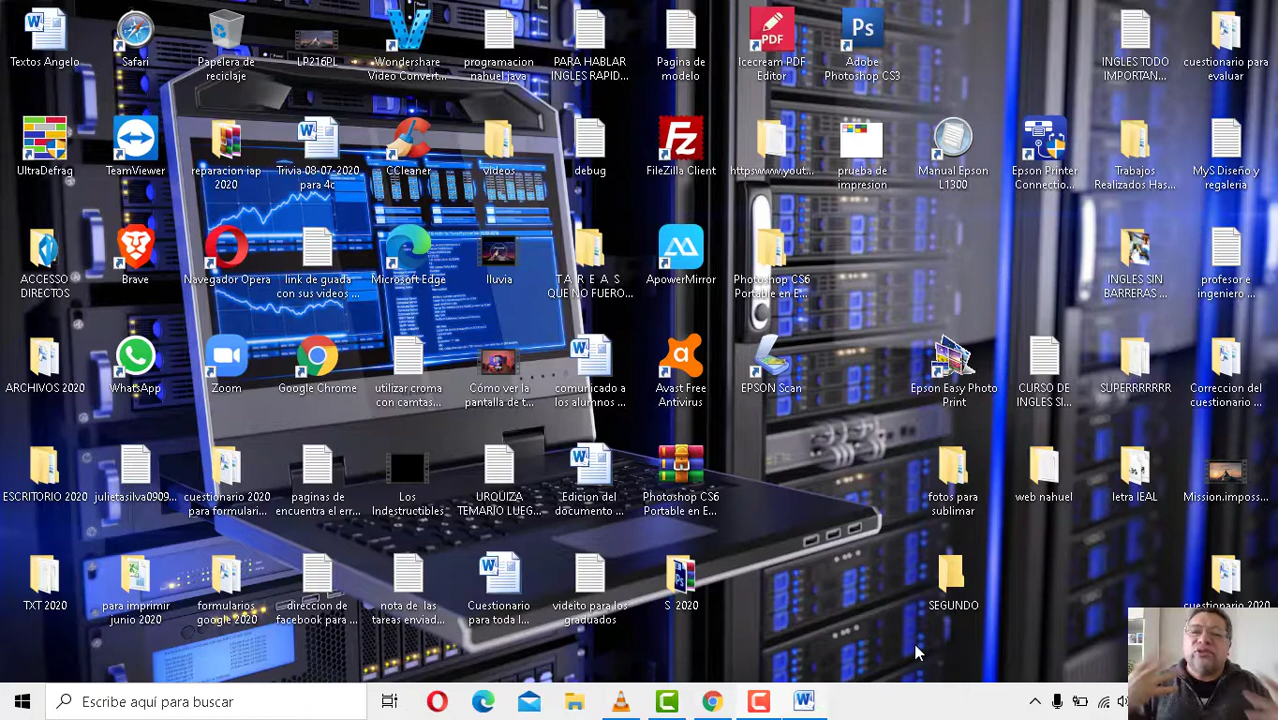 Textos Angelo
Safari
Papelera de
reciclaje
LP216PL
Wondershare
Video Convert...
programacion
nahuel java
PARA HABLAR
INGLES RAPID...
Pagina de
modelo
PDF
Icecream PDF
Editor
Ps
Adobe
Photoshop CS3
INGLES TODO
IMPORTAN...
cuestionario para
evaluar
UltraDefrag
TeamViewer
reparacion iap
2020
Trivia 08-07-2020
para 4c
CCleaner
videos
debug
FileZilla Client
httpswww.yout...
prueba de
impresion
Manual Epson
L1300
Epson Printer
Connectio...
Trabajos
Realizados Has...
MyS Diseño y
regaleria
ACCESSO
DIRECTOS
Brave
Navegador Opera
link de guada
con sus videos ...
Microsoft Edge
lluvia
T A R E A S
QUE NO FUERO...
ApowerMirror
Photoshop CS6
Portable en E...
INGLES SIN
BARRERAS ...
profesor e
ingeniero ...
ARCHIVOS 2020
WhatsApp
Zoom
Google Chrome
utilizar croma
con camtas...
Cómo ver la
pantalla de t...
comunicado a
los alumnos ...
Avast Free
Antivirus
EPSON Scan
Epson Easy Photo
Print
CURSO DE
INGLES SI...
SUPERRRRRRR
Correccion del
cuestionario ...
ESCRITORIO 2020
julietasilva0909...
cuestionario 2020
para formulari...
paginas de
encuentra el err...
Los
Indestructibles
URQUIZA
TEMARIO LUEG...
Edicion del
documento ...
Photoshop CS6
Portable en E...
fotos para
sublimar
web nahuel
letra IEAL
Mission.imposs...
TXT 2020
para imprimir
junio 2020
formularios
google 2020
direccion de
facebook para ...
nota de las
tareas enviad...
Cuestionario
para toda l...
videito para los
graduados
S 2020
SEGUNDO
cuestionario 2020
Escribe aquí para buscar